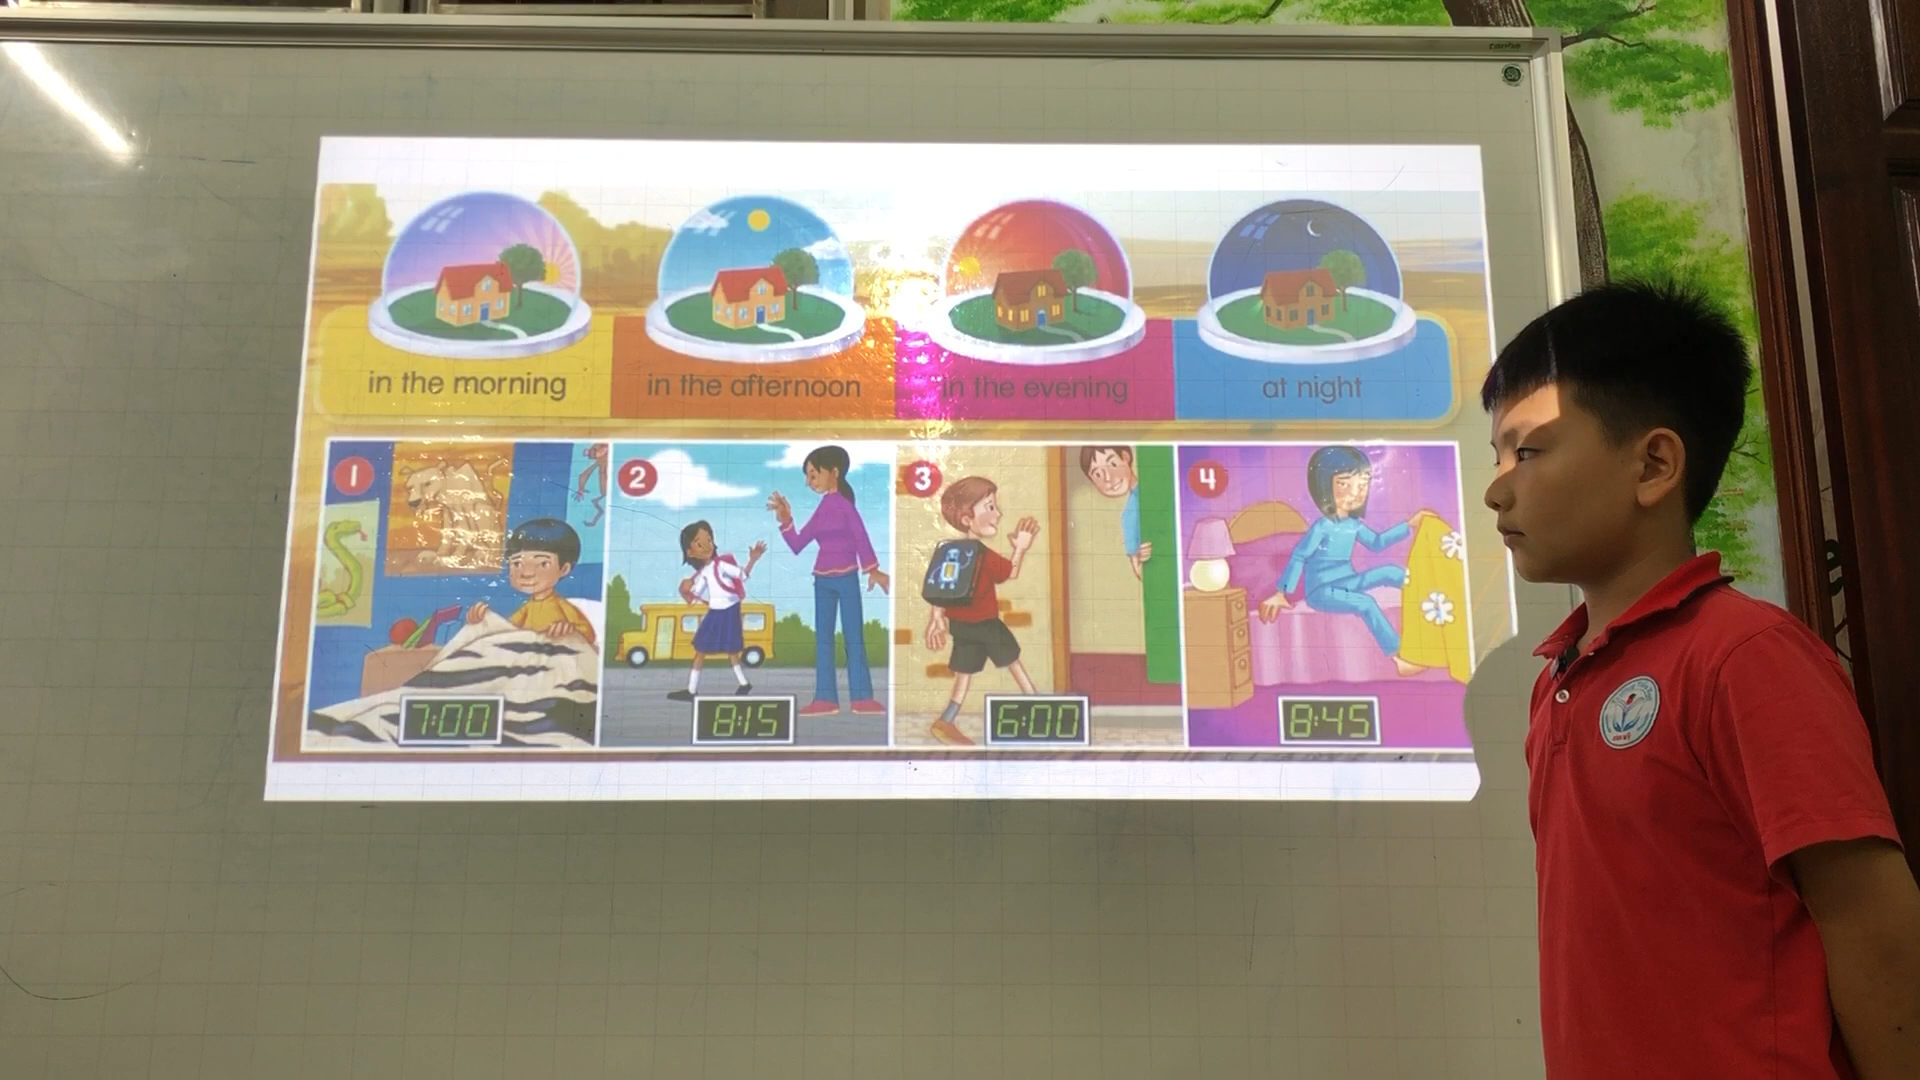 in the morning
in the afternoon
in the evening
at night
1
2
3
4
7:00
8:15
6:00
8:45